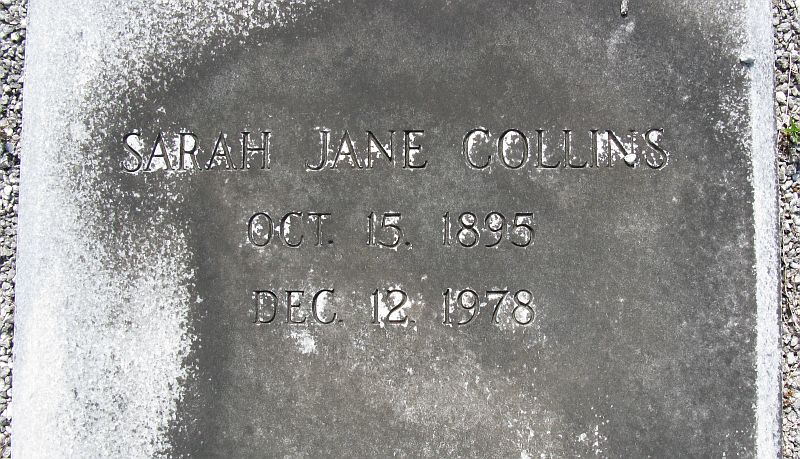 SARAH JANE COLLINS
OCT. 15, 1895
DEC. 12, 1978